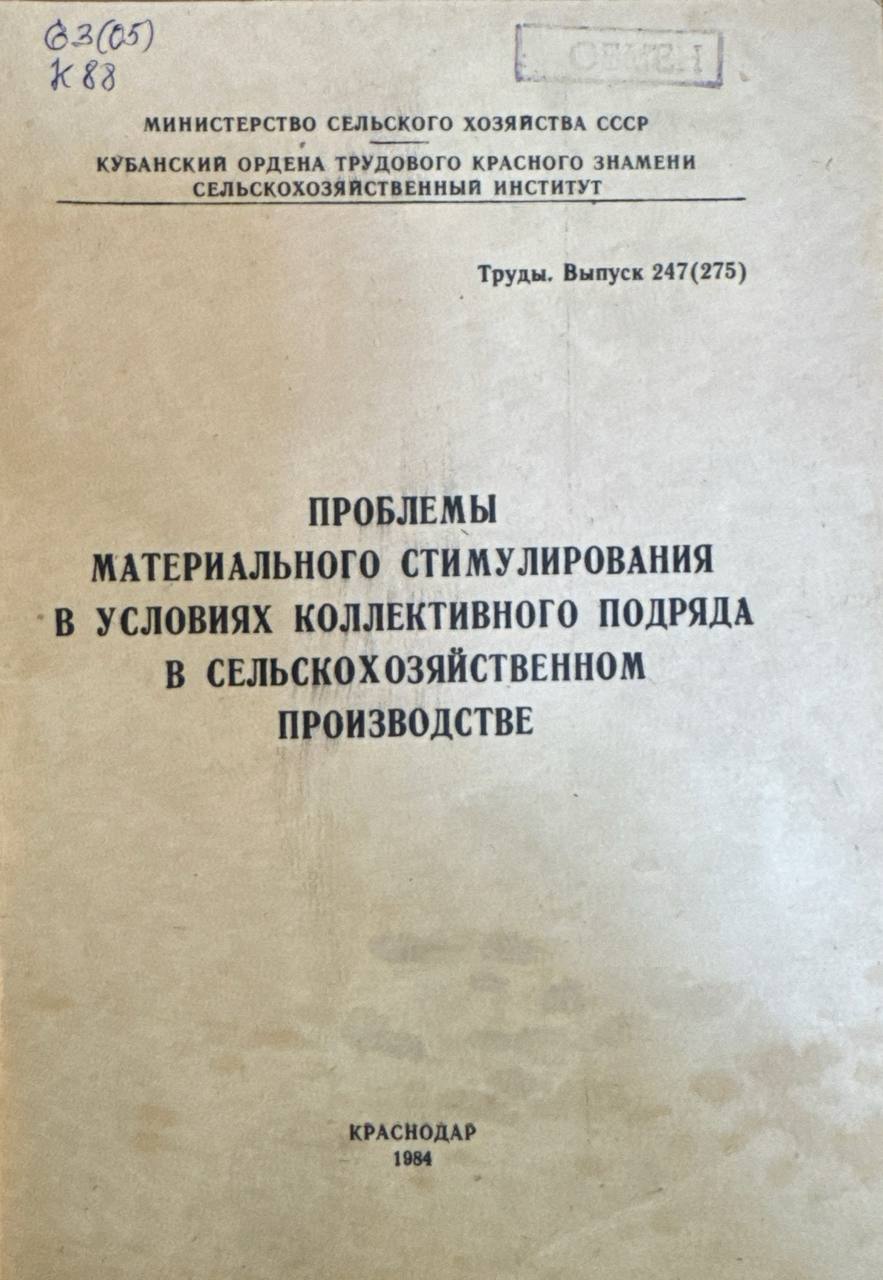 63(05)
К 88
МИНИСТЕРСТВО СЕЛЬСКОГО ХОЗЯЙСТВА СССР
КУБАНСКИЙ ОРДЕНА ТРУДОВОГО КРАСНОГО ЗНАМЕНИ
СЕЛЬСКОХОЗЯЙСТВЕННЫЙ ИНСТИТУТ
Труды. Выпуск 247(275)
ПРОБЛЕМЫ
МАТЕРИАЛЬНОГО СТИМУЛИРОВАНИЯ
В УСЛОВИЯХ КОЛЛЕКТИВНОГО ПОДРЯДА
В СЕЛЬСКОХОЗЯЙСТВЕННОМ
ПРОИЗВОДСТВЕ
КРАСНОДАР
1984